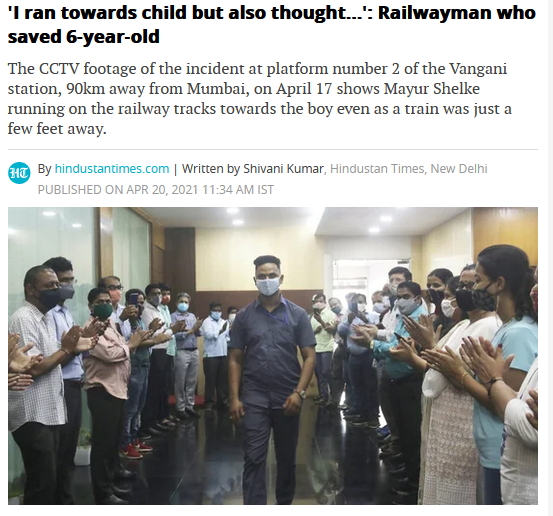 'I ran towards child but also thought...': Railwayman who
saved 6-year-old
The CCTV footage of the incident at platform number 2 of the Vangani
station, 90km away from Mumbai, on April 17 shows Mayur Shelke
running on the railway tracks towards the boy even as a train was just a
few feet away.
HT
By hindustantimes.com | Written by Shivani Kumar, Hindustan Times, New Delhi
PUBLISHED ON APR 20, 2021 11:34 AM IST